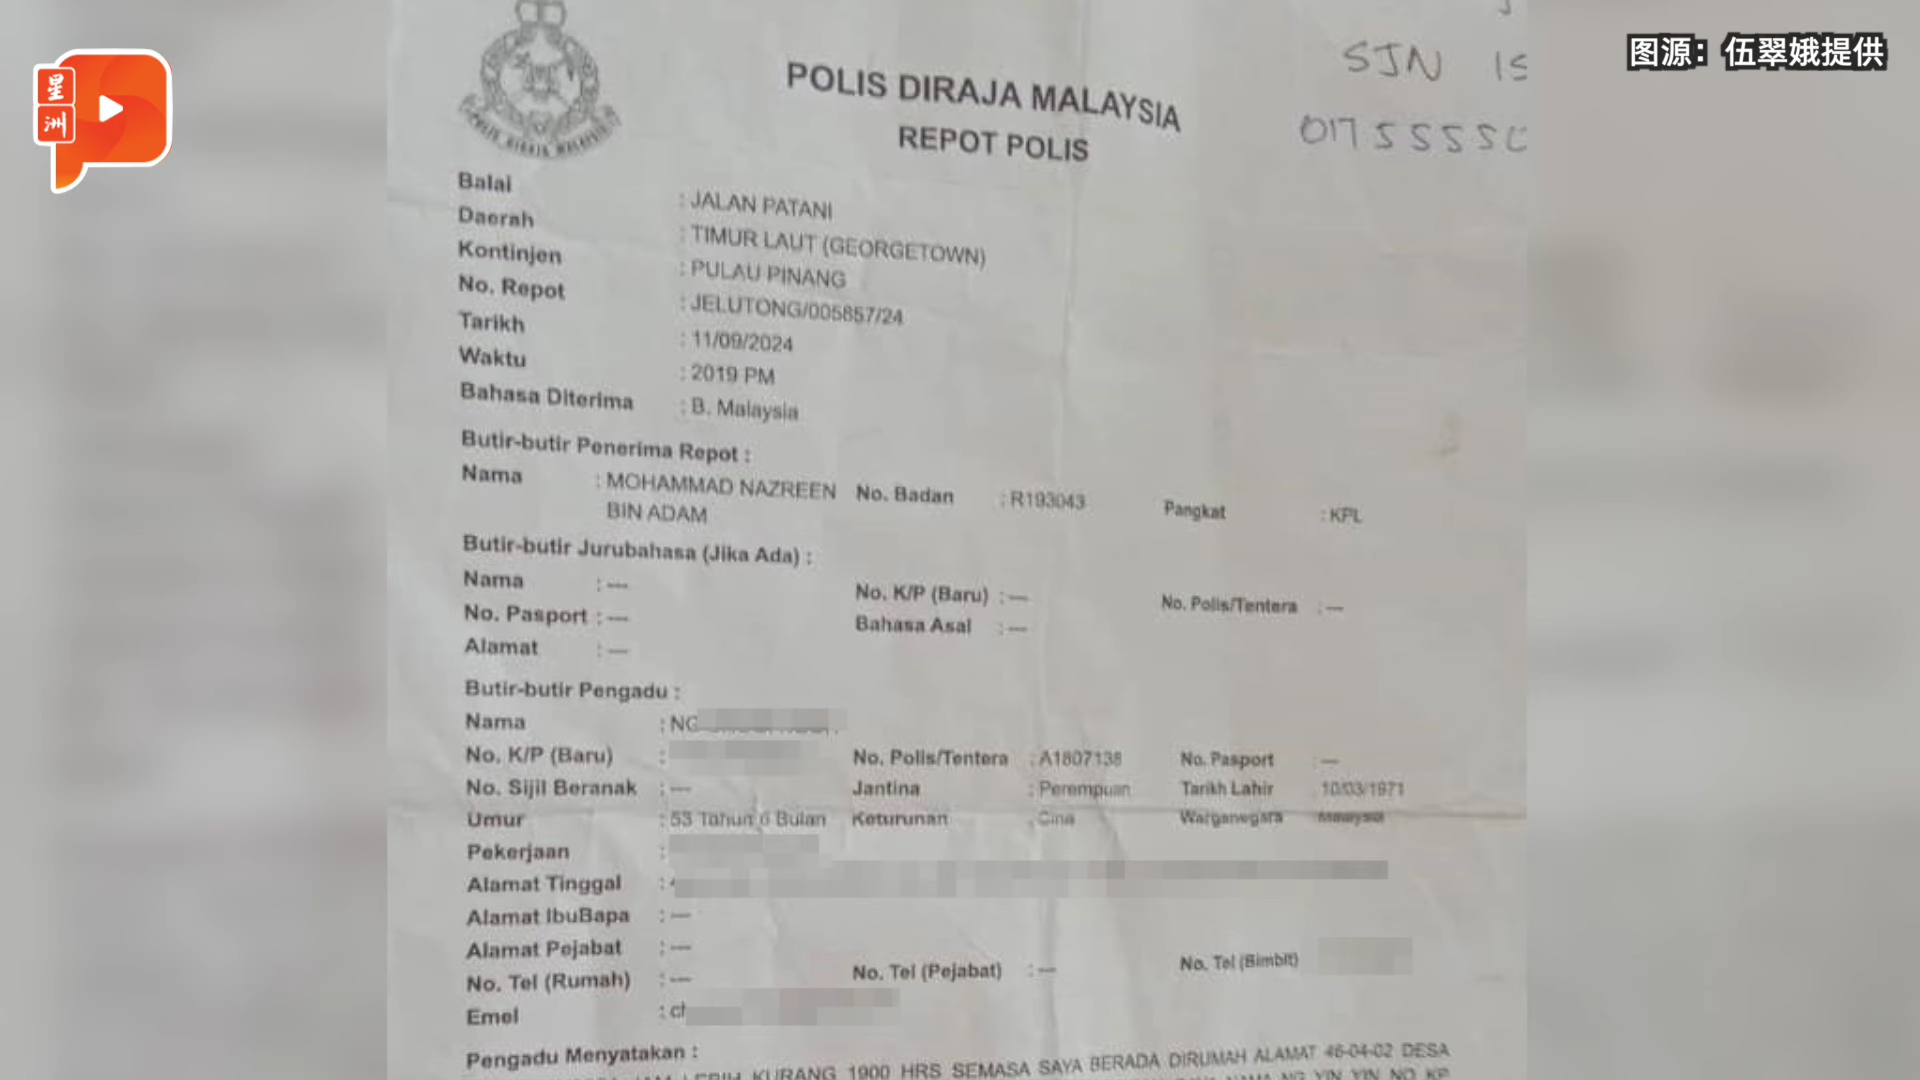 星洲
图源：伍翠娥提供
SJN
POLIS DIRAJA MALAYSIA
POLIS DIRAJA MALAYSIA
REPOT POLIS
Balai : JALAN PATANI
Daerah : TIMUR LAUT (GEORGETOWN)
Kontinjen : PULAU PINANG
No. Repot : JELUTONG/005857/24
Tarikh : 11/09/2024
Waktu : 2019 PM
Bahasa Diterima : B. Malaysia
Butir-butir Penerima Repot :
Nama : MOHAMMAD NAZREEN BIN ADAM No. Badan : R193043 Pangkat : KPL
Butir-butir Jurubahasa (Jika Ada) :
Nama : --- No. K/P (Baru) : --- No. Polis/Tentera : ---
No. Pasport : --- Bahasa Asal : ---
Alamat : ---
Butir-butir Pengadu :
Nama : NG
No. K/P (Baru) : No. Polis/Tentera : A1807138 No. Pasport : ---
No. Sijil Beranak : --- Jantina : Perempuan Tarikh Lahir 10/03/1971
Umur : 53 Tahun 6 Bulan Keturunan : Cina Warganegara Malaysia
Pekerjaan :
Alamat Tinggal :
Alamat IbuBapa : ---
Alamat Pejabat : ---
No. Tel (Rumah) : --- No. Tel (Pejabat) : --- No. Tel (Bimbit)
Emel :
Pengadu Menyatakan :
LEBIH KURANG 1900 HRS SEMASA SAYA BERADA DIRUMAH ALAMAT 46-04-02 DESA